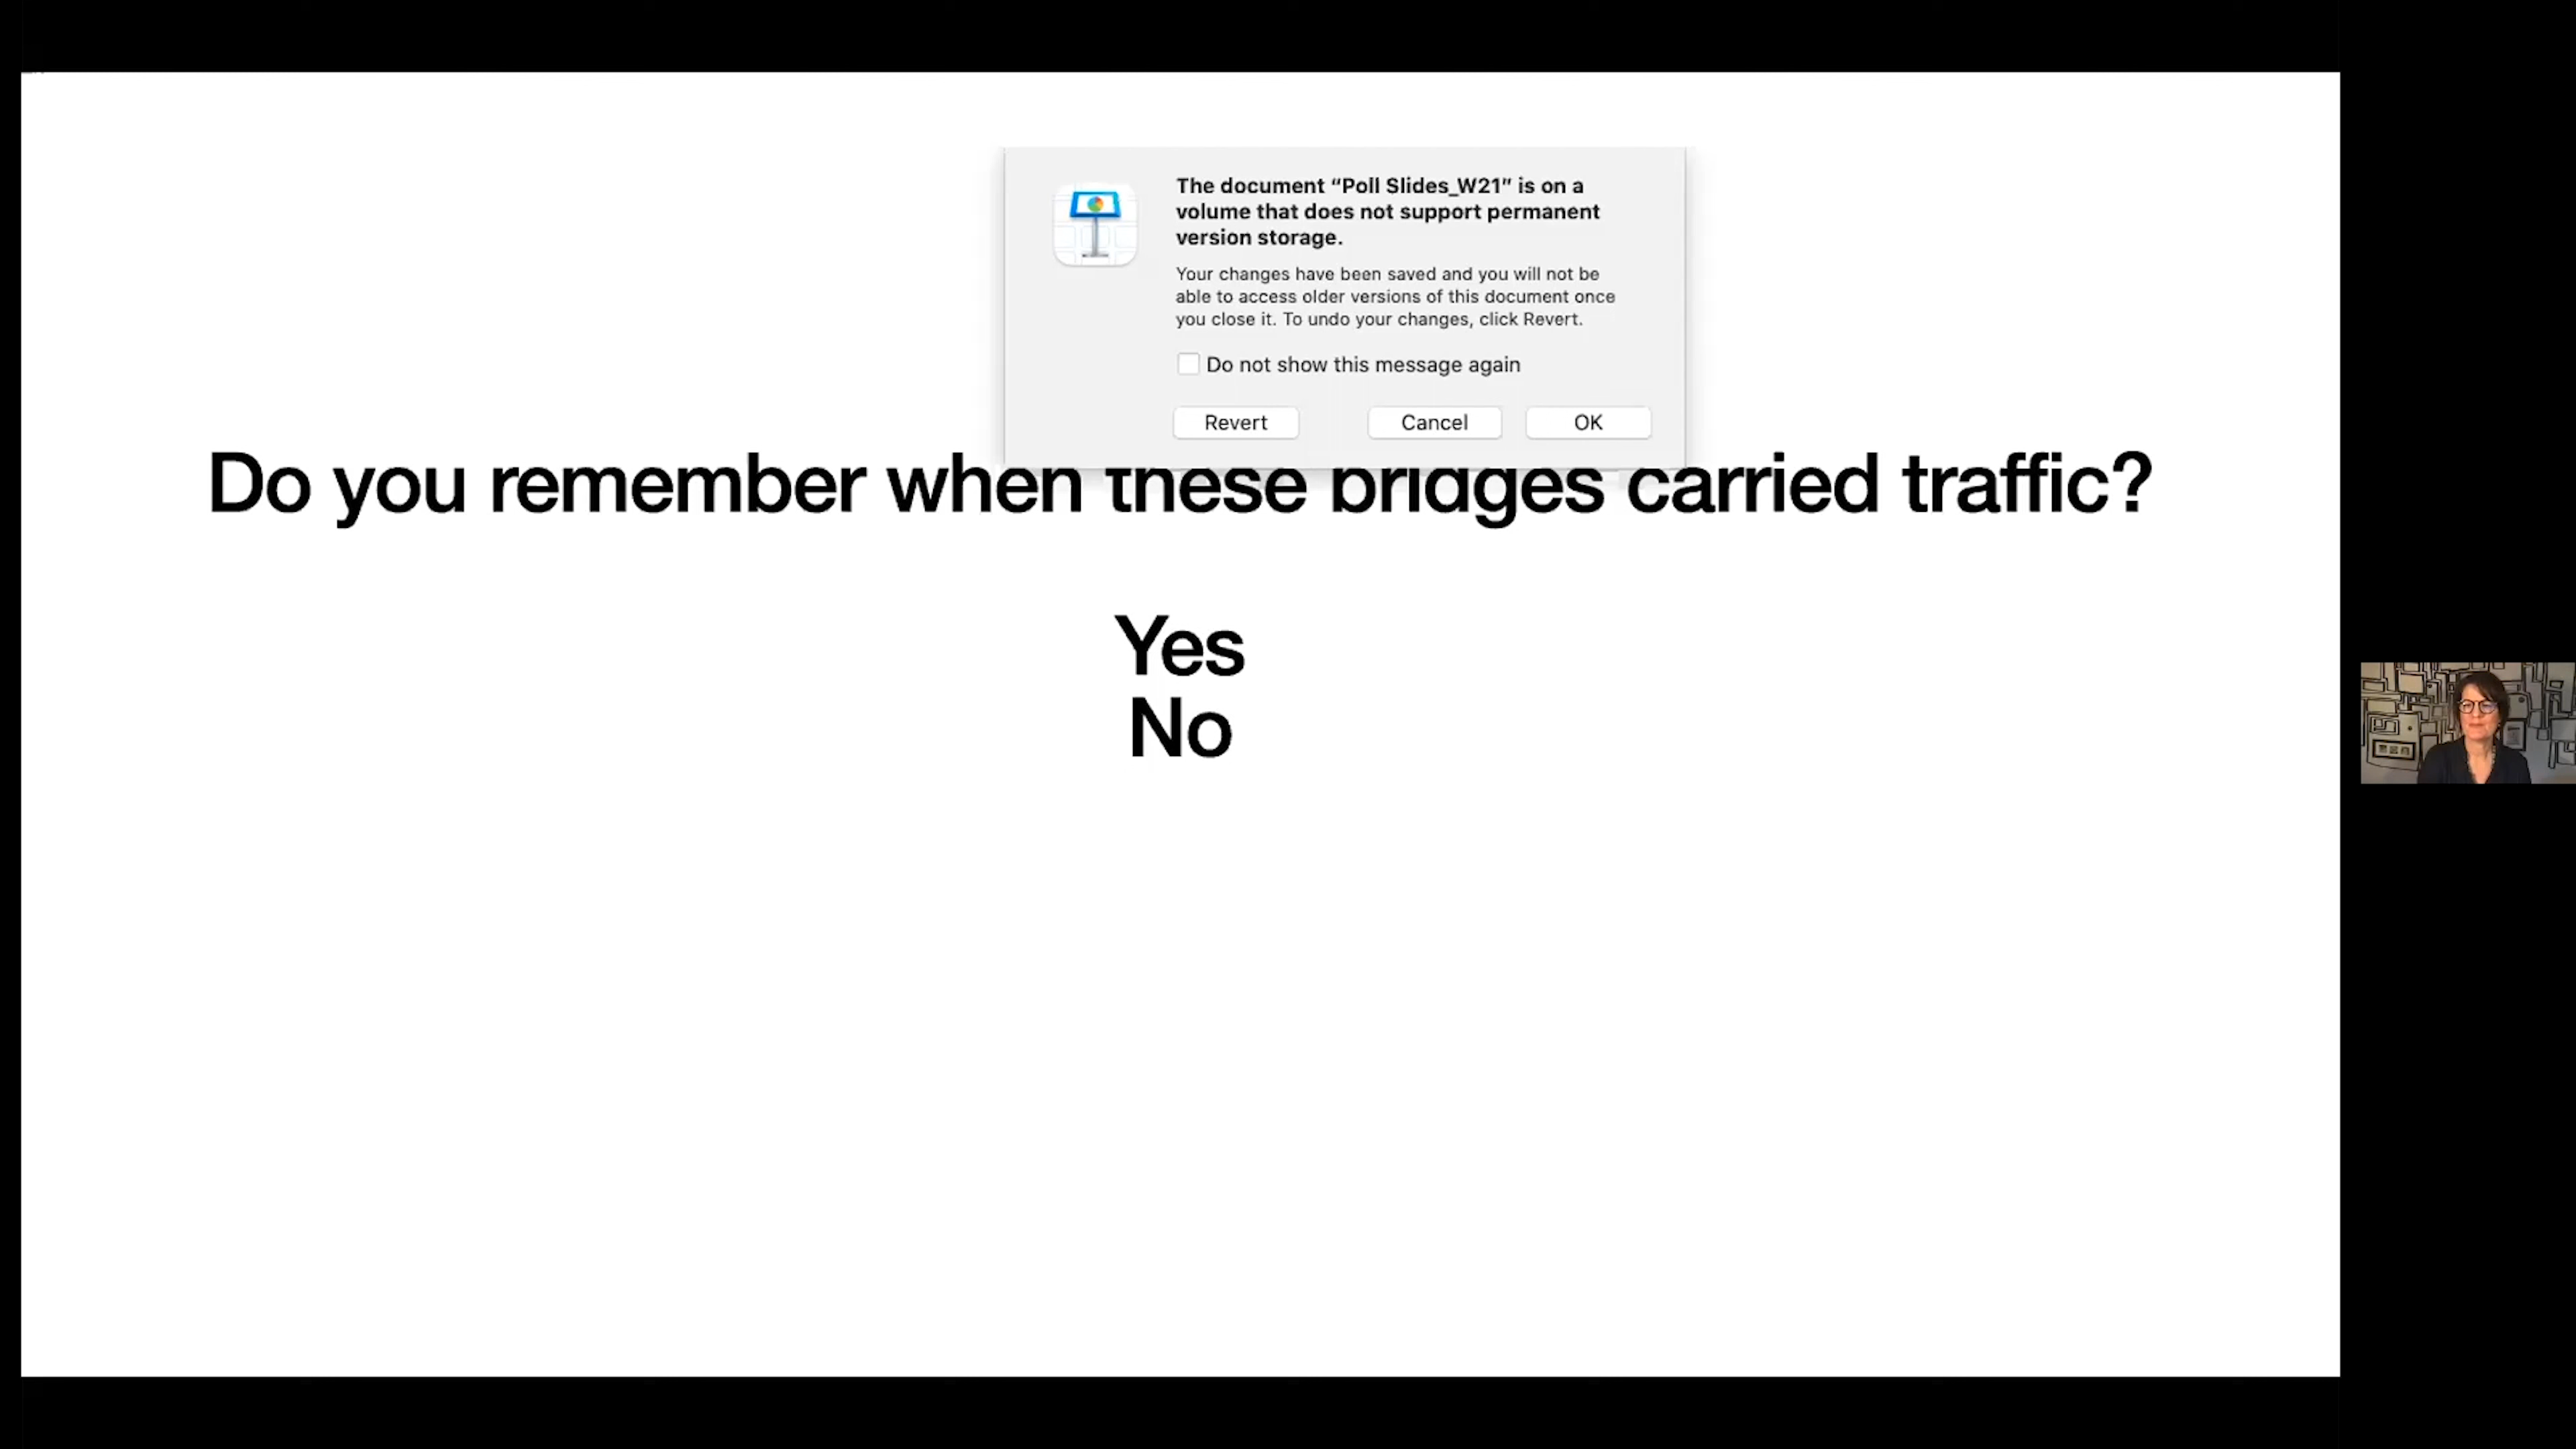 The document “Poll Slides_W21” is on a
volume that does not support permanent
version storage.
Your changes have been saved and you will not be
able to access older versions of this document once
you close it. To undo your changes, click Revert.
Do not show this message again
Revert Cancel OK
Do you remember when these bridges carried traffic?
Yes
No